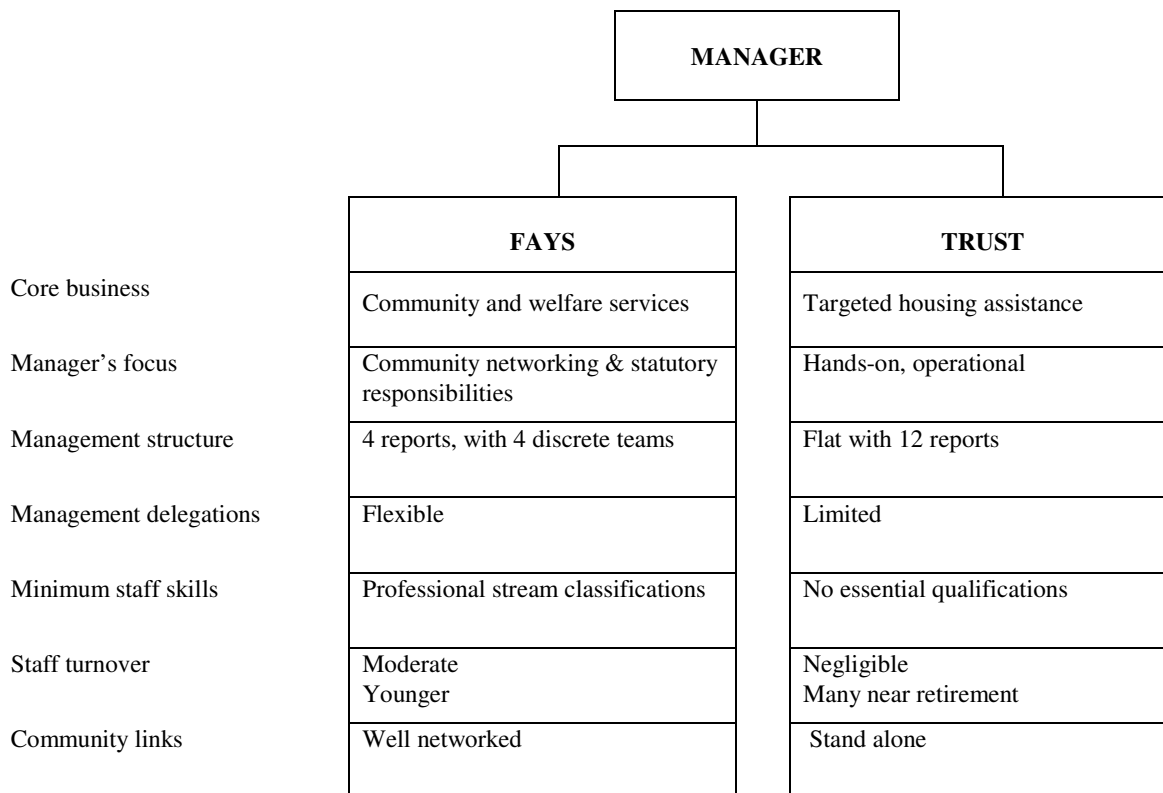 MANAGER
FAYS
TRUST
Core business
Community and welfare services
Targeted housing assistance
Manager’s focus
Community networking & statutory
responsibilities
Hands-on, operational
Management structure
4 reports, with 4 discrete teams
Flat with 12 reports
Management delegations
Flexible
Limited
Minimum staff skills
Professional stream classifications
No essential qualifications
Staff turnover
Moderate
Younger
Negligible
Many near retirement
Community links
Well networked
Stand alone